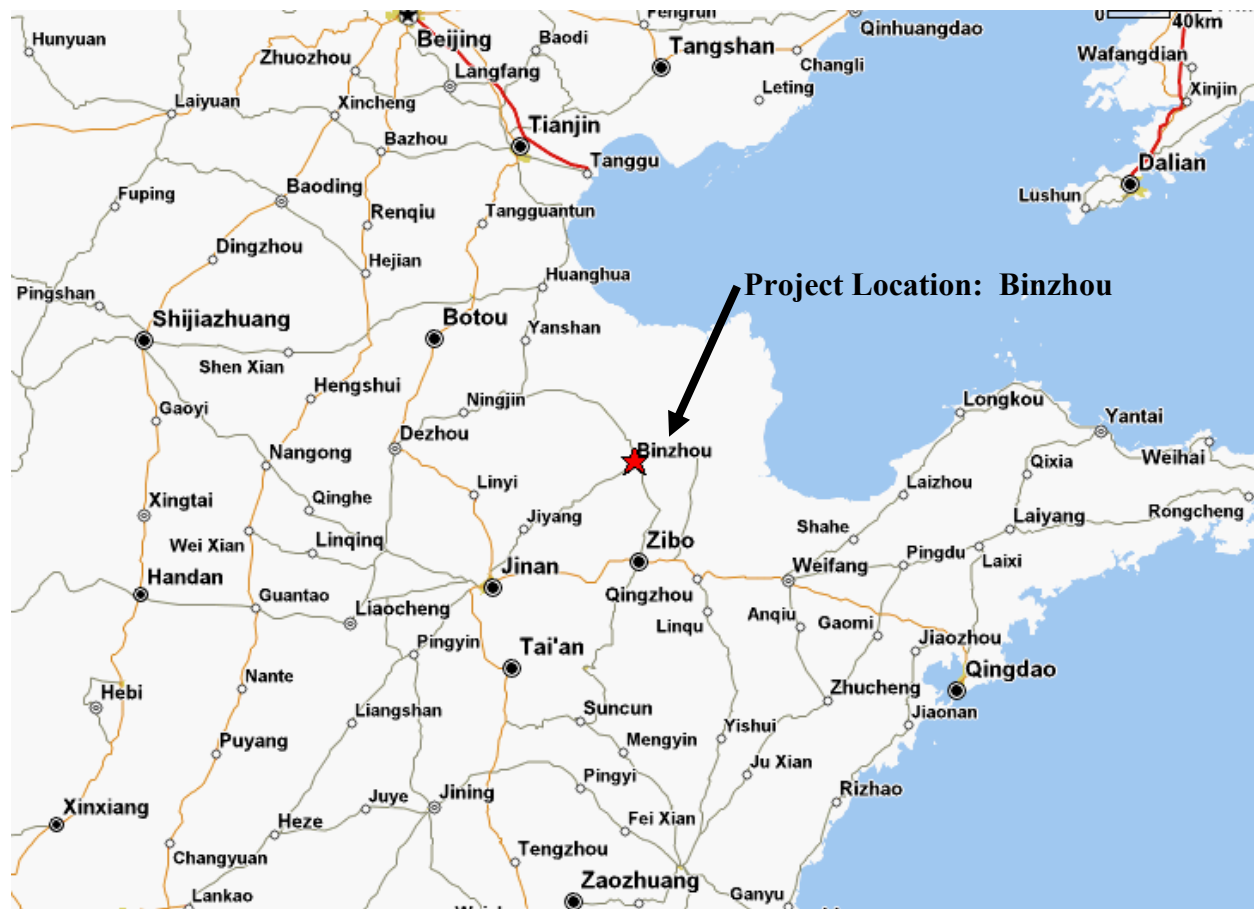 Hunyuan
Beijing
Baodi
Fengrun
Tangshan
Qinhuangdao
0
40km
Wafangdian
Zhuozhou
Langfang
Changli
Leting
Xinjin
Laiyuan
Xincheng
Tianjin
Bazhou
Tanggu
Dalian
Lüshun
Fuping
Baoding
Renqiu
Tangguantun
Dingzhou
Hejian
Huanghua
Project Location: Binzhou
Pingshan
Shijiazhuang
Botou
Yanshan
Shen Xian
Hengshui
Ningjin
Gaoyi
Dezhou
Longkou
Yantai
Nangong
Binzhou
Weihai
Qixia
Xingtai
Qinghe
Linyi
Laizhou
Rongcheng
Jiyang
Shahe
Laiyang
Wei Xian
Linqinq
Zibo
Weifang
Pingdu
Laixi
Handan
Jinan
Qingzhou
Guantao
Liaocheng
Linqu
Anqiu
Gaomi
Jiaozhou
Pingyin
Tai'an
Qingdao
Hebi
Nante
Zhucheng
Jiaonan
Liangshan
Suncun
Yishui
Puyang
Mengyin
Ju Xian
Pingyi
Rizhao
Xinxiang
Juye
Jining
Heze
Fei Xian
Changyuan
Tengzhou
Zaozhuang
Lankao
Ganyu